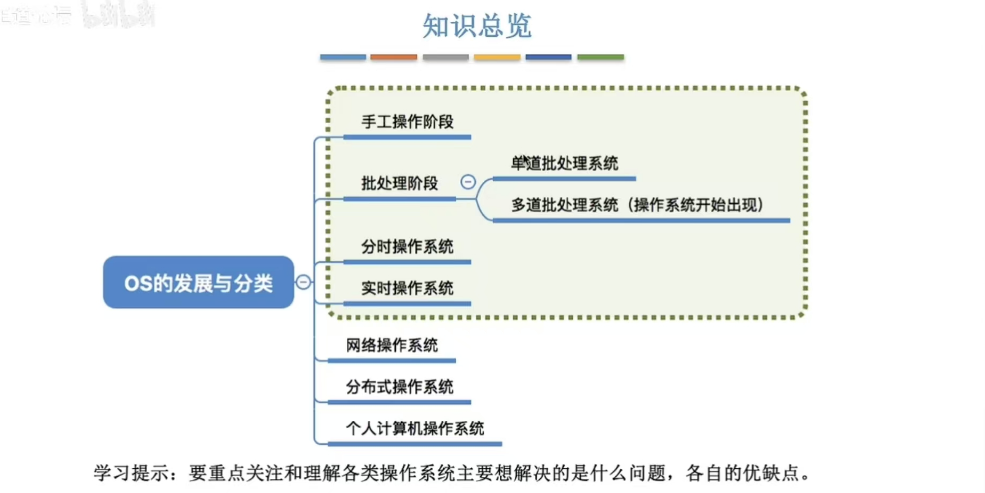 知识总览
手工操作阶段
单道批处理系统
批处理阶段
多道批处理系统（操作系统开始出现）
分时操作系统
OS的发展与分类
实时操作系统
网络操作系统
分布式操作系统
个人计算机操作系统
学习提示：要重点关注和理解各类操作系统主要想解决的是什么问题，各自的优缺点。